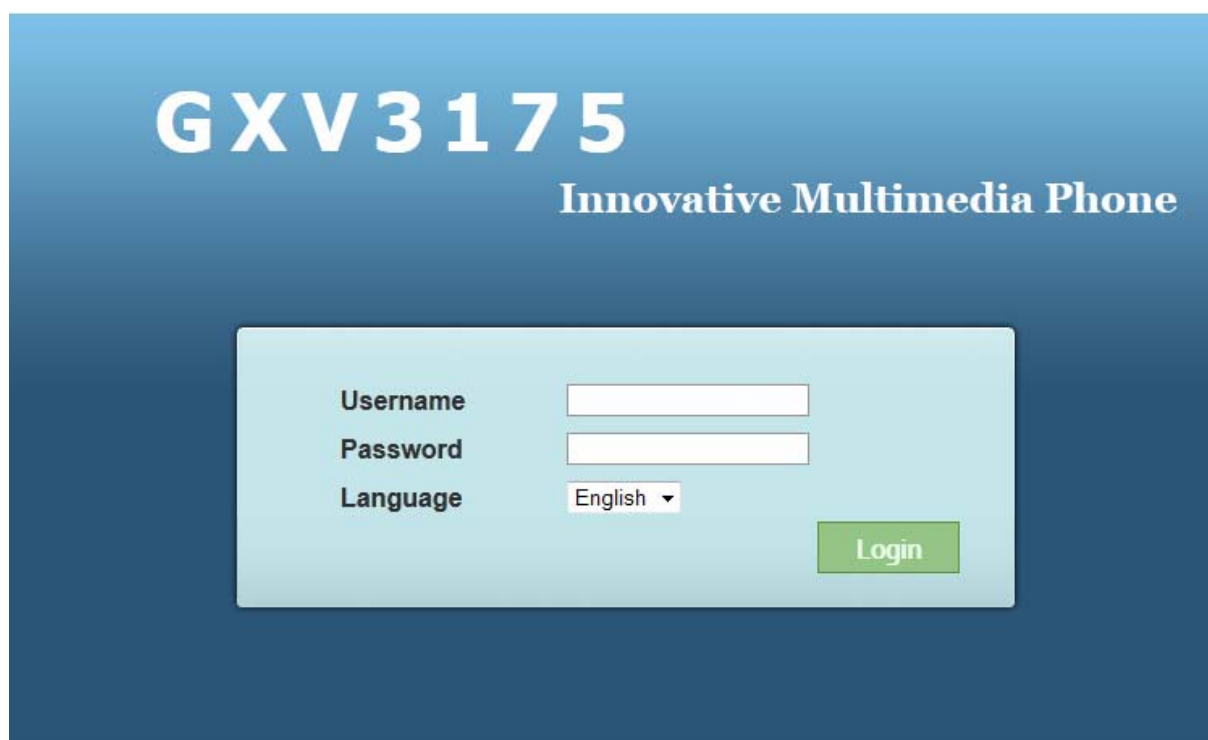 GXV3175
Innovative Multimedia Phone
Username
Password
Language English
Login